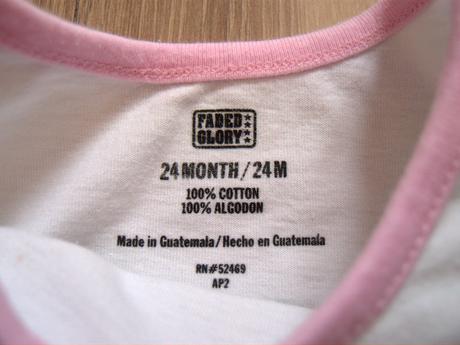 FADED
GLORY
24 MONTH/24 M
100% COTTON
100% ALGODON
Made in Guatemala/Hecho en Guatemala
RN#52469
AP2